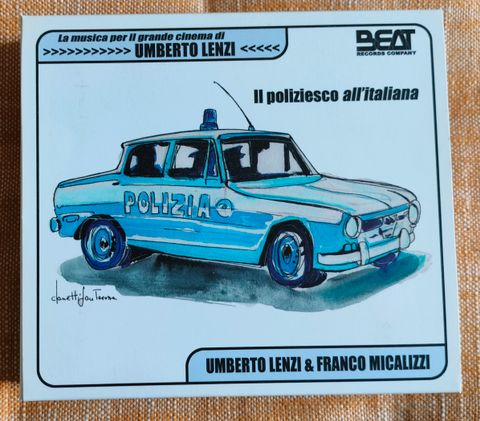 La musica per il grande cinema di
>>>>>>>>>>> UMBERTO LENZI <<<<<
BEAT
RECORDS COMPANY
Il poliziesco all'italiana
POLIZIA
UMBERTO LENZI & FRANCO MICALIZZI